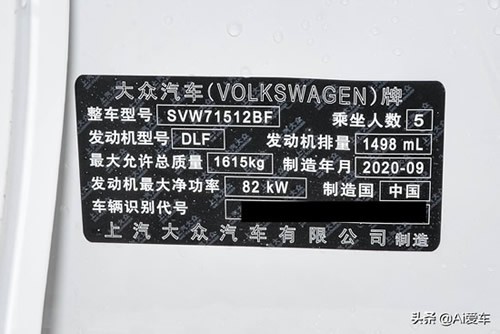 大众汽车(VOLKSWAGEN)牌
整车型号 SVW71512BF 乘坐人数 5
发动机型号 DLF 发动机排量 1498 mL
最大允许总质量 1615kg 制造年月 2020-09
发动机最大净功率 82 kW 制造国 中国
车辆识别代号
上汽大众汽车有限公司制造
头条 @Ai爱车